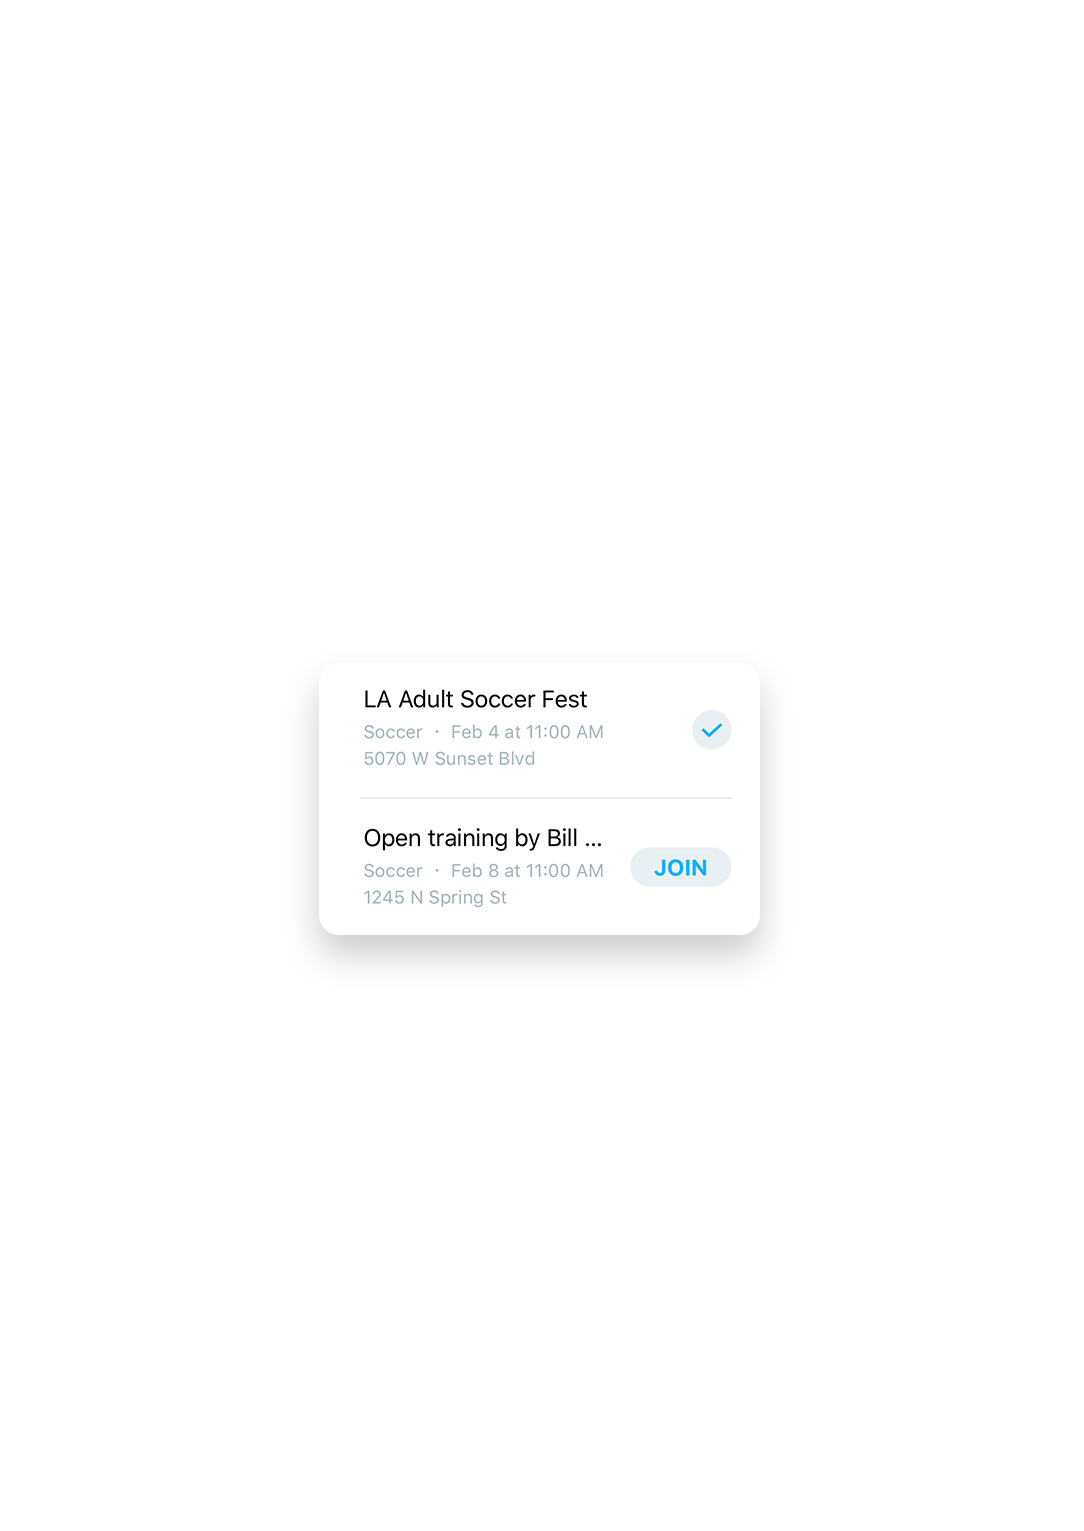 LA Adult Soccer Fest
Soccer · Feb 4 at 11:00 AM
5070 W Sunset Blvd
Open training by Bill ...
Soccer · Feb 8 at 11:00 AM
JOIN
1245 N Spring St